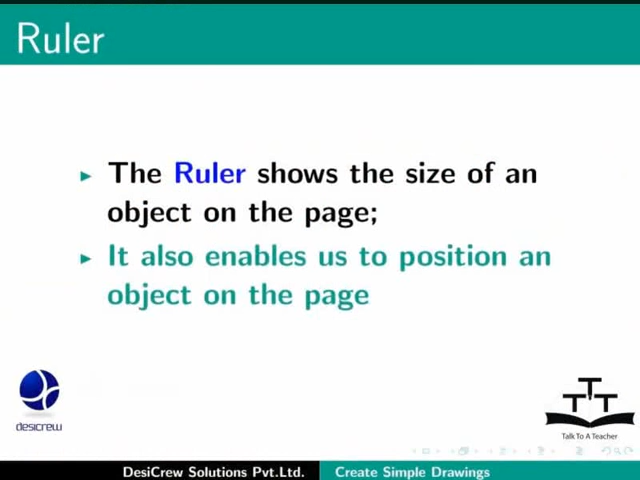 Ruler
The Ruler shows the size of an
object on the page;
It also enables us to position an
object on the page
desicrew
TTT
Talk To A Teacher
DesiCrew Solutions Pvt.Ltd. Create Simple Drawings